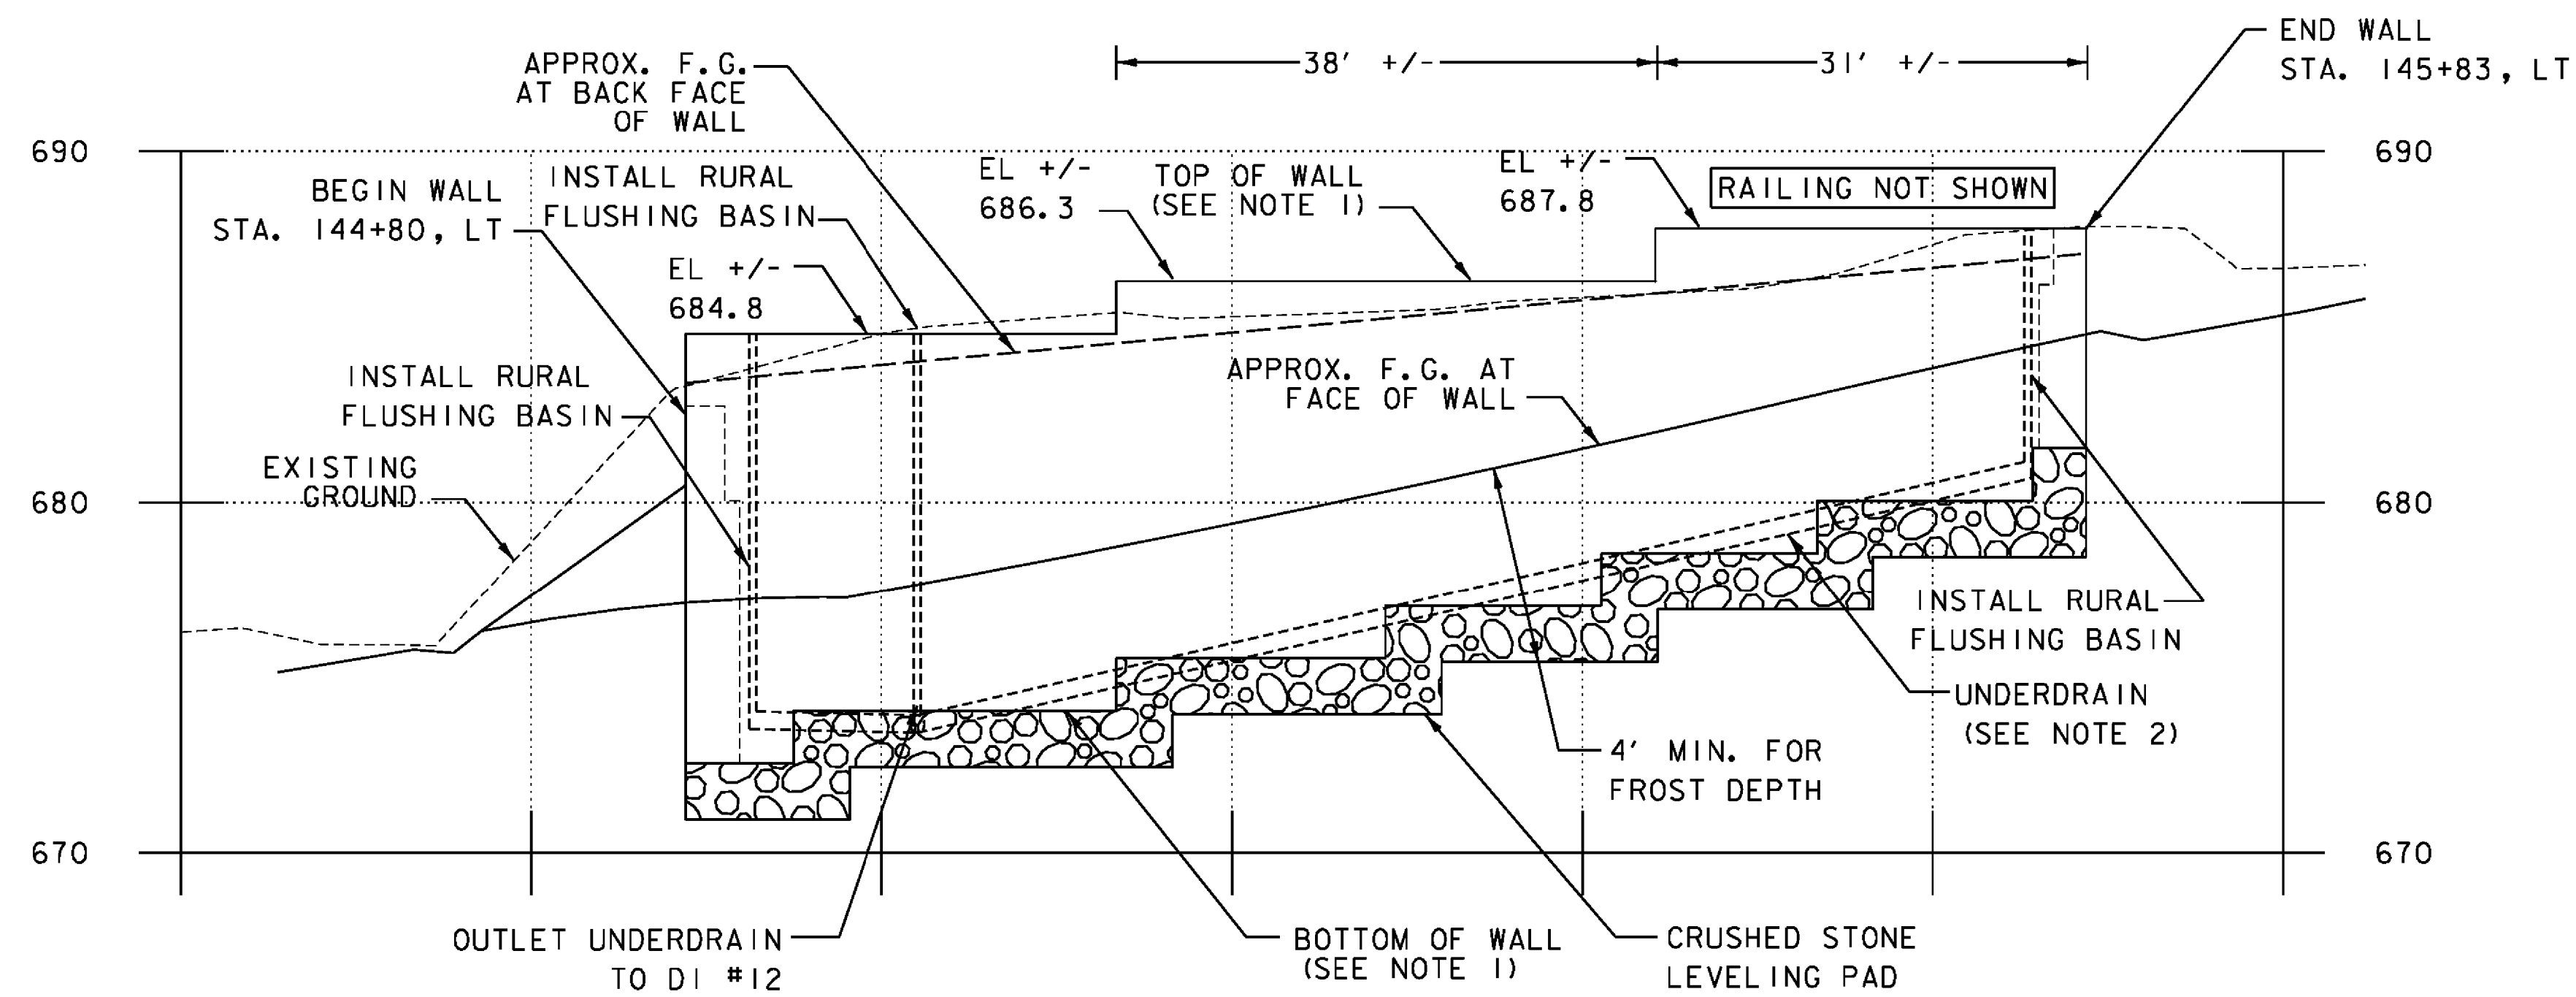 END WALL
STA. 145+83, LT
38' +/-
31' +/-
APPROX. F.G.
AT BACK FACE
OF WALL
690
690
INSTALL RURAL
FLUSHING BASIN
BEGIN WALL
STA. 144+80, LT
EL +/-
686.3
TOP OF WALL
(SEE NOTE 1)
EL +/-
687.8
RAILING NOT SHOWN
EL +/-
684.8
INSTALL RURAL
FLUSHING BASIN
APPROX. F.G. AT
FACE OF WALL
EXISTING
GROUND
680
680
INSTALL RURAL
FLUSHING BASIN
UNDERDRAIN
(SEE NOTE 2)
4' MIN. FOR
FROST DEPTH
670
670
OUTLET UNDERDRAIN
TO DI #12
BOTTOM OF WALL
(SEE NOTE 1)
CRUSHED STONE
LEVELING PAD